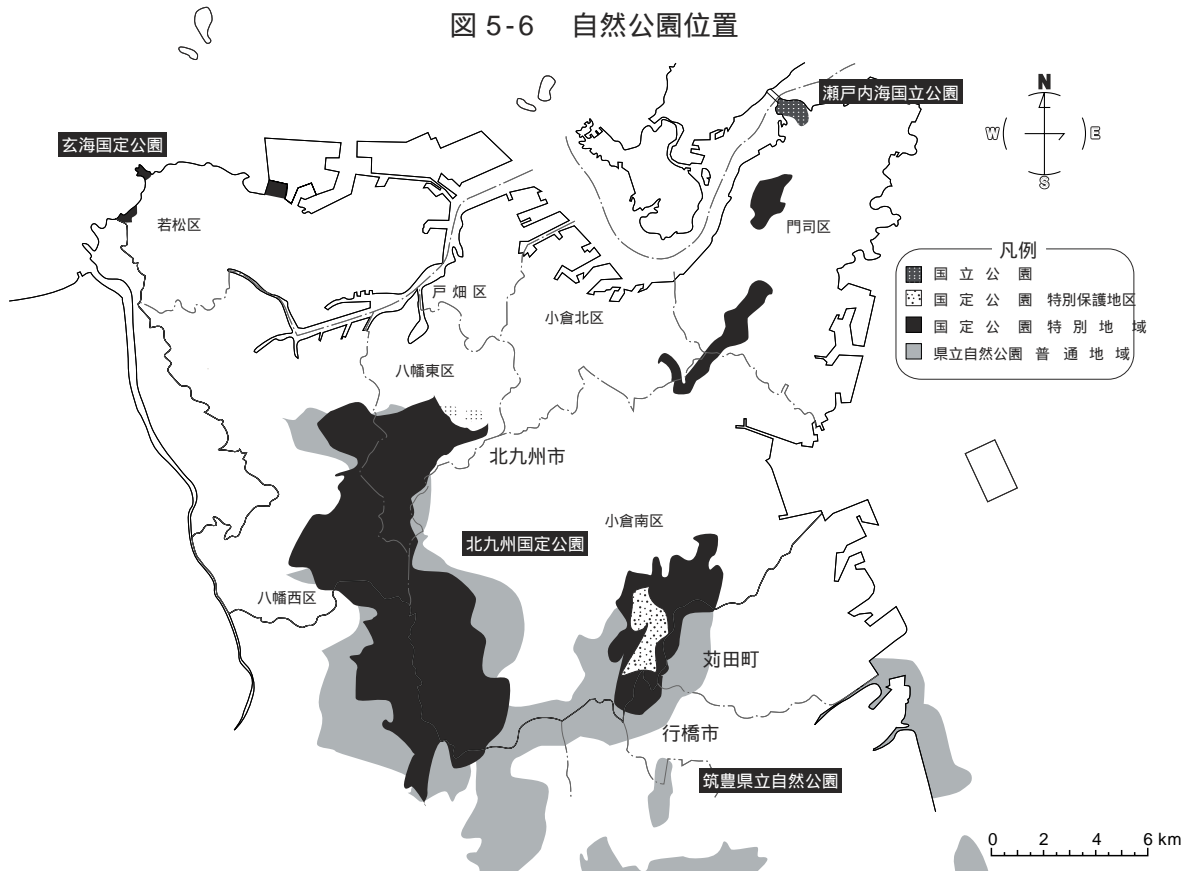 図 5-6 自然公園位置
瀬戸内海国立公園
N
W
E
S
玄海国定公園
若松区
門司区
凡例
国立公園
国定公園 特別保護地区
国定公園 特別地域
県立自然公園 普通地域
戸畑区
小倉北区
八幡東区
北九州市
小倉南区
北九州国定公園
八幡西区
苅田町
行橋市
筑豊県立自然公園
0 2 4 6 km